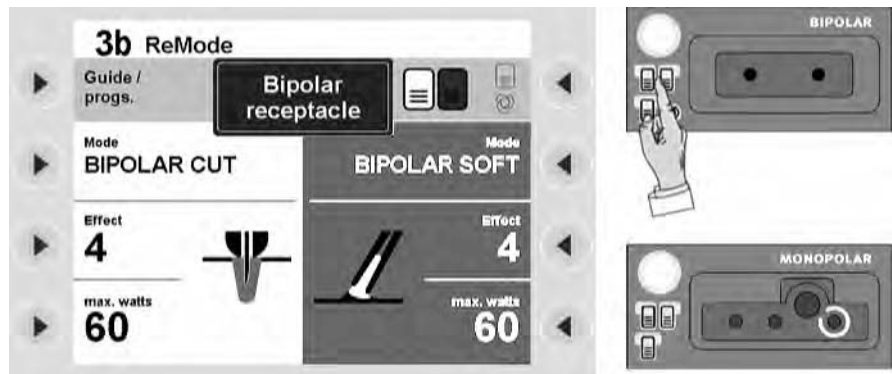 3b ReMode
Guide /
progs.
Bipolar
receptacle
Mode
BIPOLAR CUT
Mode
BIPOLAR SOFT
Effect
4
Effect
4
max. watts
60
max. watts
60
BIPOLAR
MONOPOLAR